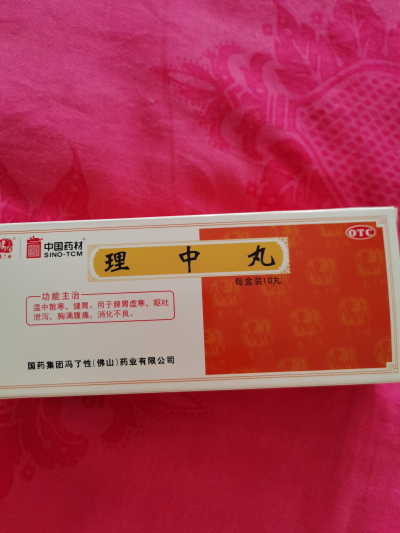 中国药材
SINO-TCM
OTC
理中丸
每盒装10丸
功能主治
温中散寒，健胃。用于脾胃虚寒，呕吐
泄泻，胸满腹痛，消化不良。
国药集团冯了性(佛山)药业有限公司